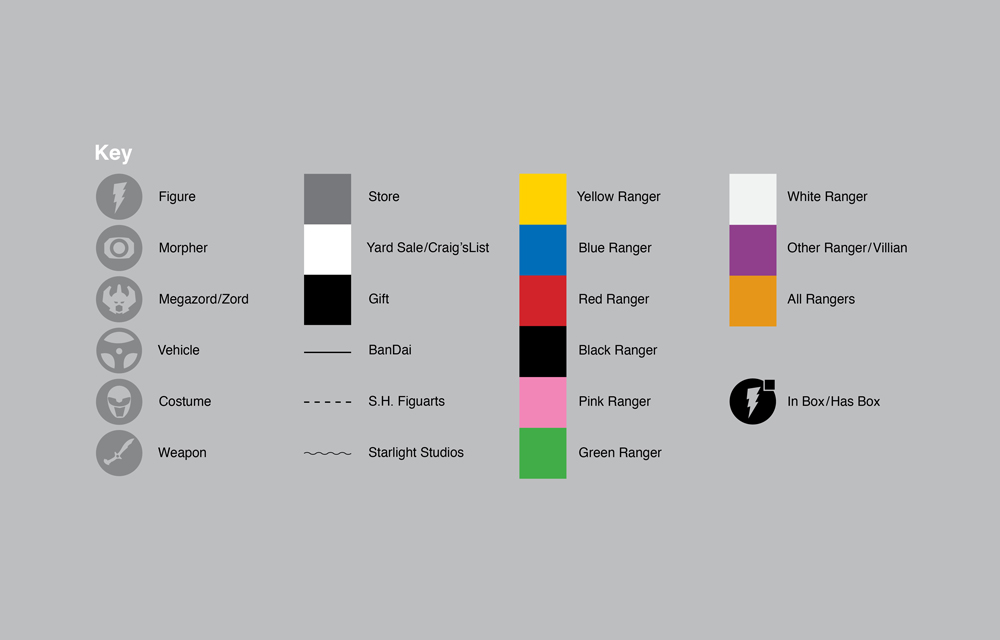 Key
Figure
Morpher
Megazord/Zord
Vehicle
Costume
Weapon
Store
Yard Sale/Craig'sList
Gift
BanDai
S.H. Figuarts
Starlight Studios
Yellow Ranger
Blue Ranger
Red Ranger
Black Ranger
Pink Ranger
Green Ranger
White Ranger
Other Ranger/Villian
All Rangers
In Box/Has Box